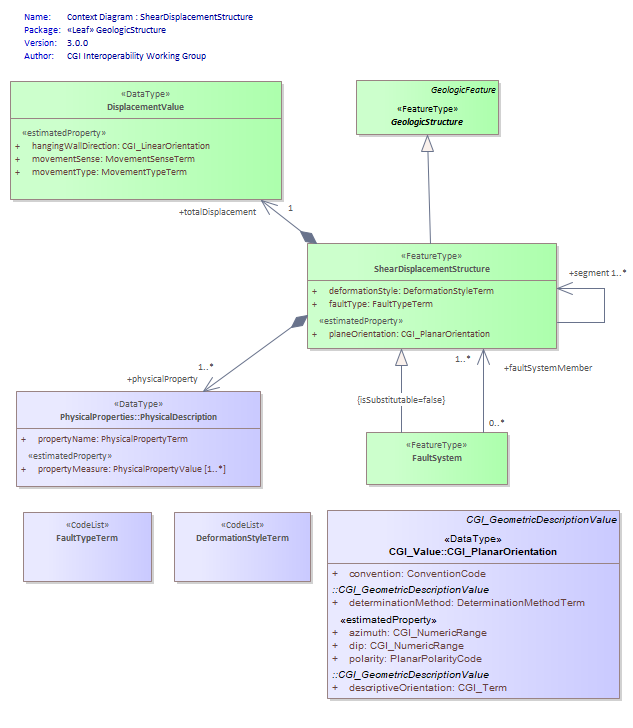 Name: Context Diagram : ShearDisplacementStructure
Package: «Leaf» GeologicStructure
Version: 3.0.0
Author: CGI Interoperability Working Group
«DataType»
DisplacementValue
«estimatedProperty»
+ hangingWallDirection: CGI_LinearOrientation
+ movementSense: MovementSenseTerm
+ movementType: MovementTypeTerm
GeologicFeature
«FeatureType»
GeologicStructure
+totalDisplacement
1
«FeatureType»
ShearDisplacementStructure
+ deformationStyle: DeformationStyleTerm
+ faultType: FaultTypeTerm
«estimatedProperty»
+ planeOrientation: CGI_PlanarOrientation
+segment 1..*
1..*
+physicalProperty
1..*
+faultSystemMember
{isSubstitutable=false}
0..*
«DataType»
PhysicalProperties::PhysicalDescription
+ propertyName: PhysicalPropertyTerm
«estimatedProperty»
+ propertyMeasure: PhysicalPropertyValue [1..*]
«FeatureType»
FaultSystem
«CodeList»
FaultTypeTerm
«CodeList»
DeformationStyleTerm
CGI_GeometricDescriptionValue
«DataType»
CGI_Value::CGI_PlanarOrientation
+ convention: ConventionCode
::CGI_GeometricDescriptionValue
+ determinationMethod: DeterminationMethodTerm
«estimatedProperty»
+ azimuth: CGI_NumericRange
+ dip: CGI_NumericRange
+ polarity: PlanarPolarityCode
::CGI_GeometricDescriptionValue
+ descriptiveOrientation: CGI_Term